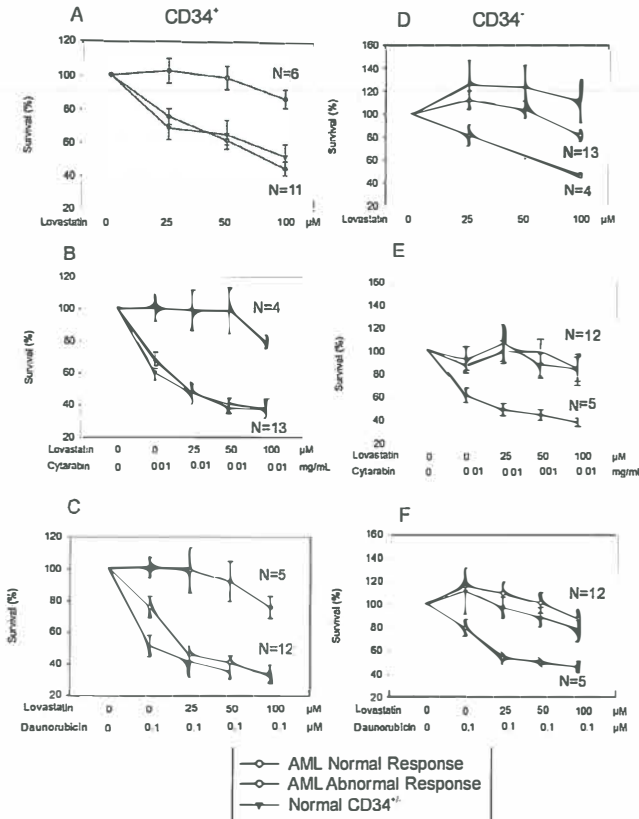 A CD34+ D CD34-
120
100
80
60
40
20
Survival (%)
N=6
N=11
Lovastatin 0 25 50 100 µM
160
140
120
100
80
60
40
20
Survival (%)
N=13
N=4
0 25 50 100 µM
B
120
100
80
60
40
20
Survival (%)
N=4
N=13
Lovastatin 0 0 25 50 100 µM
Cytarabin 0 0.01 0.01 0.01 0.01 mg/mL
E
160
140
120
100
80
60
40
Survival (%)
N=12
N=5
Lovastatin 0 0 25 50 100 µM
Cytarabin 0 0.01 0.01 001 0.01 mg/mL
C
120
100
80
60
40
20
Survival (%)
N=5
N=12
Lovastatin 0 0 25 50 100 µM
Daunorubicin 0 0.1 0.1 0.1 0.1 µM
F
160
140
120
100
80
60
40
20
Survival (%)
N=12
N=5
Lovastatin 0 0 25 50 100 µM
Daunorubicin 0 0.1 0.1 0.1 0.1 µM
AML Normal Response
AML Abnormal Response
Normal CD34+/-